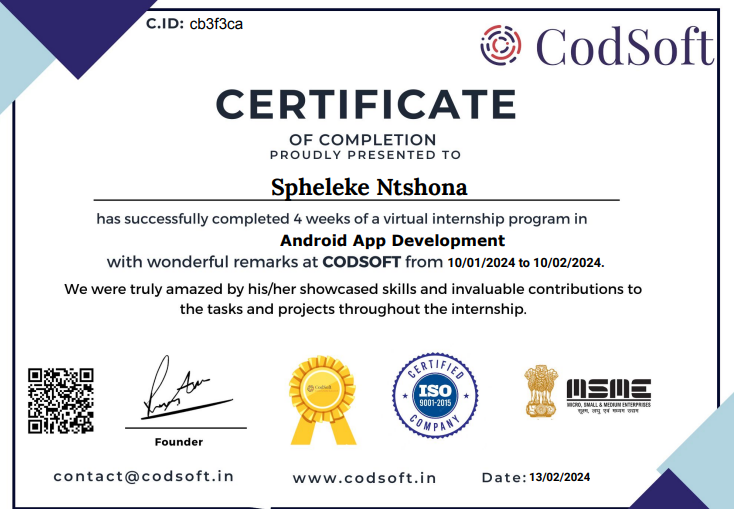 C.ID: cb3f3ca
CodSoft
CERTIFICATE
OF COMPLETION
PROUDLY PRESENTED TO
Spheleke Ntshona
has successfully completed 4 weeks of a virtual internship program in
Android App Development
with wonderful remarks at CODSOFT from 10/01/2024 to 10/02/2024.
We were truly amazed by his/her showcased skills and invaluable contributions to
the tasks and projects throughout the internship.
Founder
CodSoft
CERTIFIED
ISO
9001-2015
COMPANY
MSME
MICRO, SMALL & MEDIUM ENTERPRISES
सूक्ष्म, लघु एवं मध्यम उद्यम
contact@codsoft.in
www.codsoft.in
Date: 13/02/2024